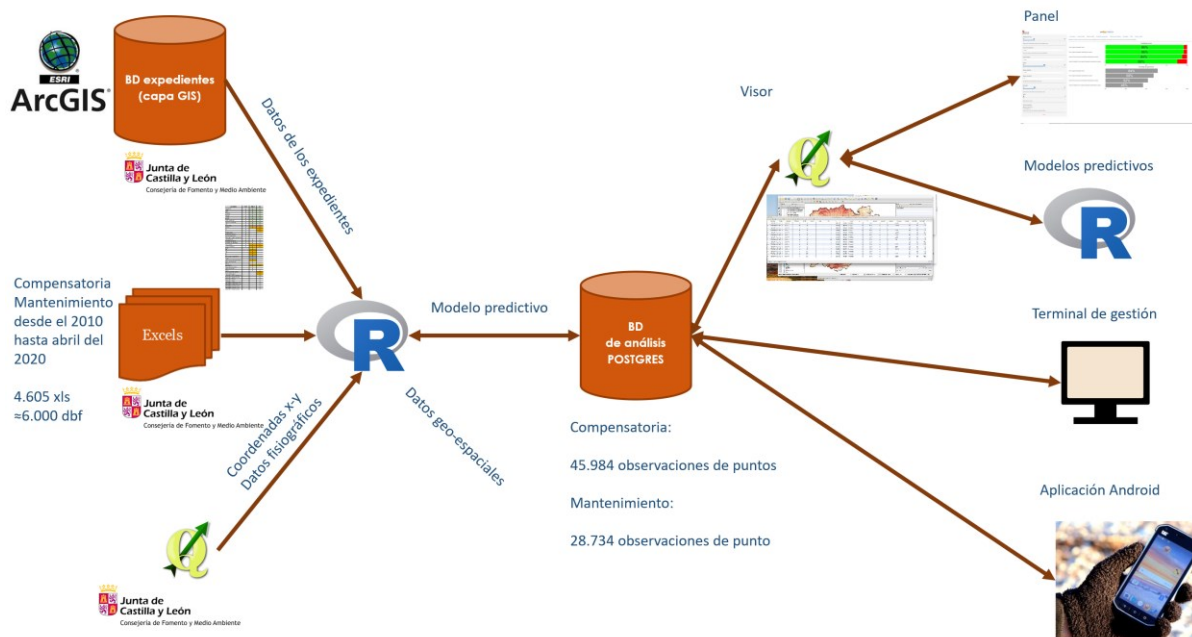 ESRI
ArcGIS®
BD expedientes
(capa GIS)
Junta de
Castilla y León
Consejería de Fomento y Medio Ambiente
Datos de los expedientes
Compensatoria
Mantenimiento
desde el 2010
hasta abril del
2020
4.605 xls
≈6.000 dbf
Excels
Junta de
Castilla y León
Consejería de Fomento y Medio Ambiente
Coordenadas x-y
Datos fisiográficos
Q
Junta de
Castilla y León
Consejería de Fomento y Medio Ambiente
R
Datos geo-espaciales
Modelo predictivo
BD
de análisis
POSTGRES
Compensatoria:
45.984 observaciones de puntos
Mantenimiento:
28.734 observaciones de punto
Visor
Q
Panel
Modelos predictivos
R
Terminal de gestión
Aplicación Android